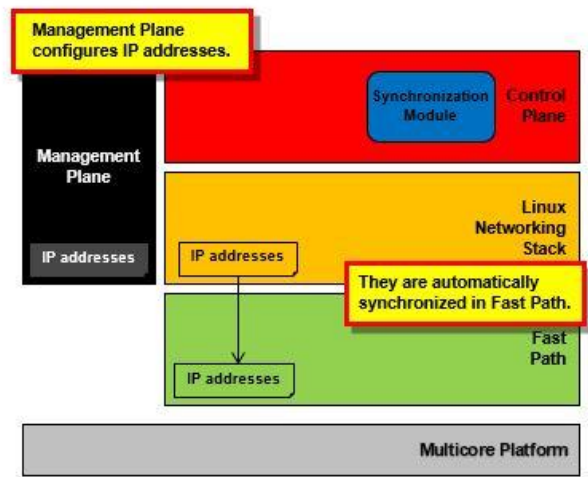 Management Plane
configures IP addresses.
Synchronization
Module
Control
Plane
Management
Plane
IP addresses
Linux
Networking
Stack
IP addresses
They are automatically
synchronized in Fast Path.
Fast
Path
IP addresses
Multicore Platform